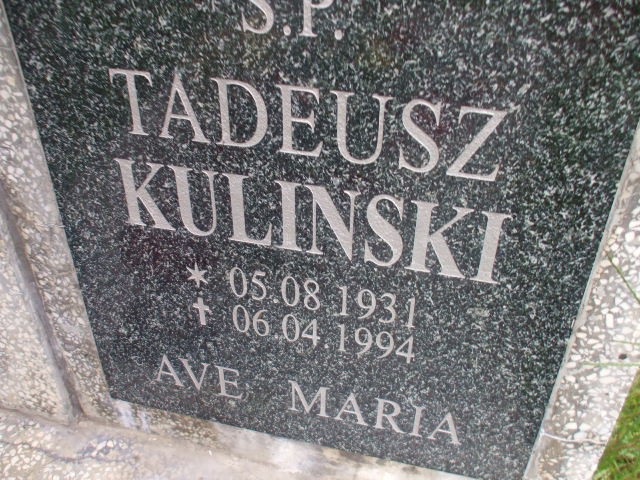 S.P.
TADEUSZ
KULINSKI
* 05.08 1931
✝ 06.04 1994
AVE MARIA